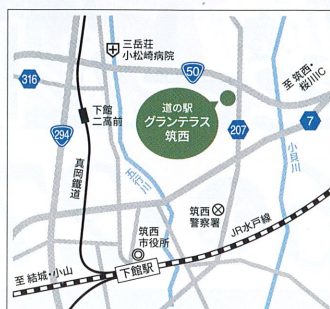 三岳荘
小松崎病院
316
50
至 筑西・
桜川IC
道の駅
グランテラス
筑西
下館
二高前
294
207
7
真岡鐵道
五行川
小貝川
筑西
警察署
JR水戸線
筑西
市役所
至 結城・小山
下館駅